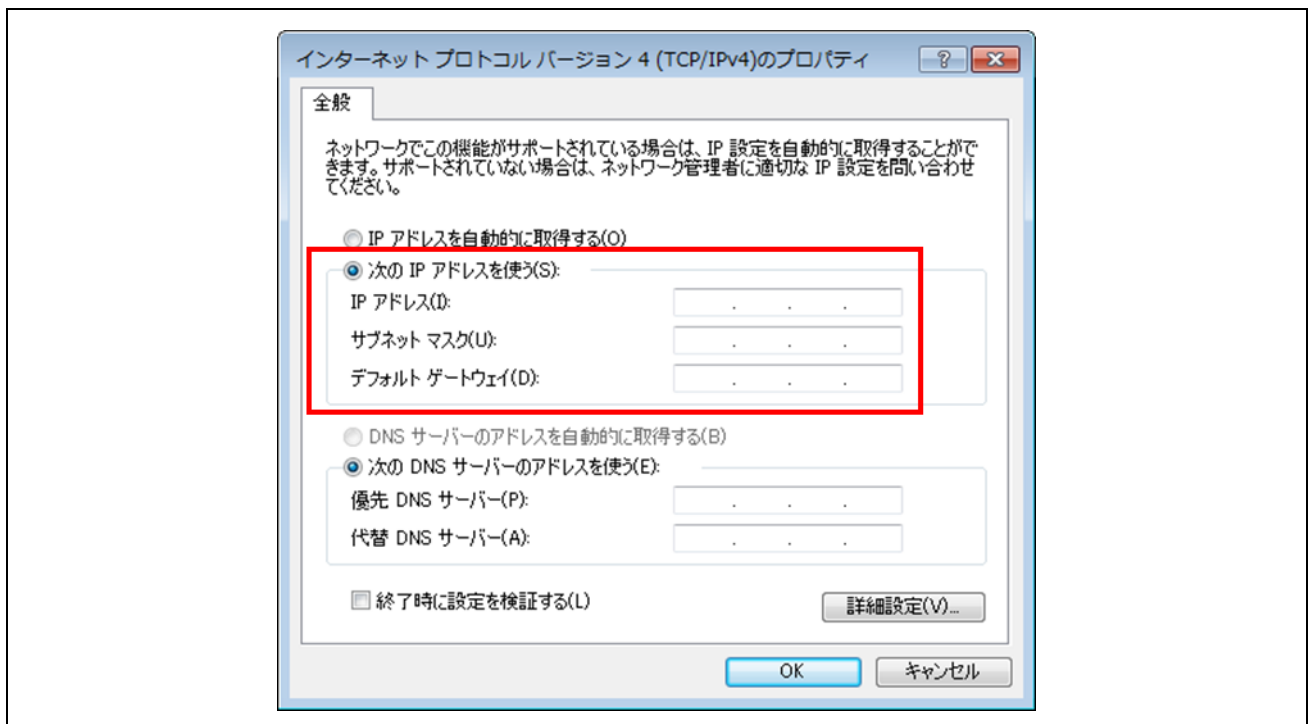 インターネット プロトコル バージョン 4 (TCP/IPv4)のプロパティ
全般
ネットワークでこの機能がサポートされている場合は、IP 設定を自動的に取得することがで
きます。サポートされていない場合は、ネットワーク管理者に適切な IP 設定を問い合わせ
てください。
IP アドレスを自動的に取得する(O)
次の IP アドレスを使う(S):
IP アドレス(I):
サブネット マスク(U):
デフォルト ゲートウェイ(D):
DNS サーバーのアドレスを自動的に取得する(B)
次の DNS サーバーのアドレスを使う(E):
優先 DNS サーバー(P):
代替 DNS サーバー(A):
終了時に設定を検証する(L)
詳細設定(V)...
OK
キャンセル